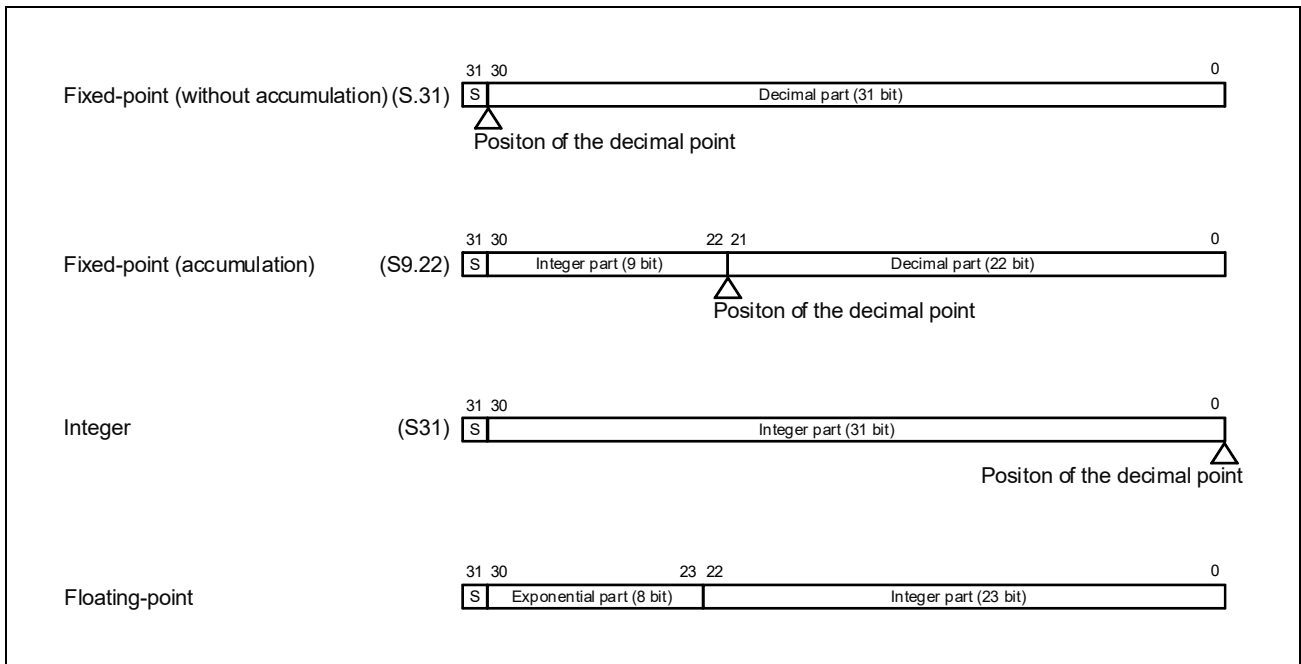 31 30 0
Fixed-point (without accumulation) (S.31) S Decimal part (31 bit)
Positon of the decimal point
31 30 22 21 0
Fixed-point (accumulation) (S9.22) S Integer part (9 bit) Decimal part (22 bit)
Positon of the decimal point
31 30 0
Integer (S31) S Integer part (31 bit)
Positon of the decimal point
31 30 23 22 0
Floating-point S Exponential part (8 bit) Integer part (23 bit)